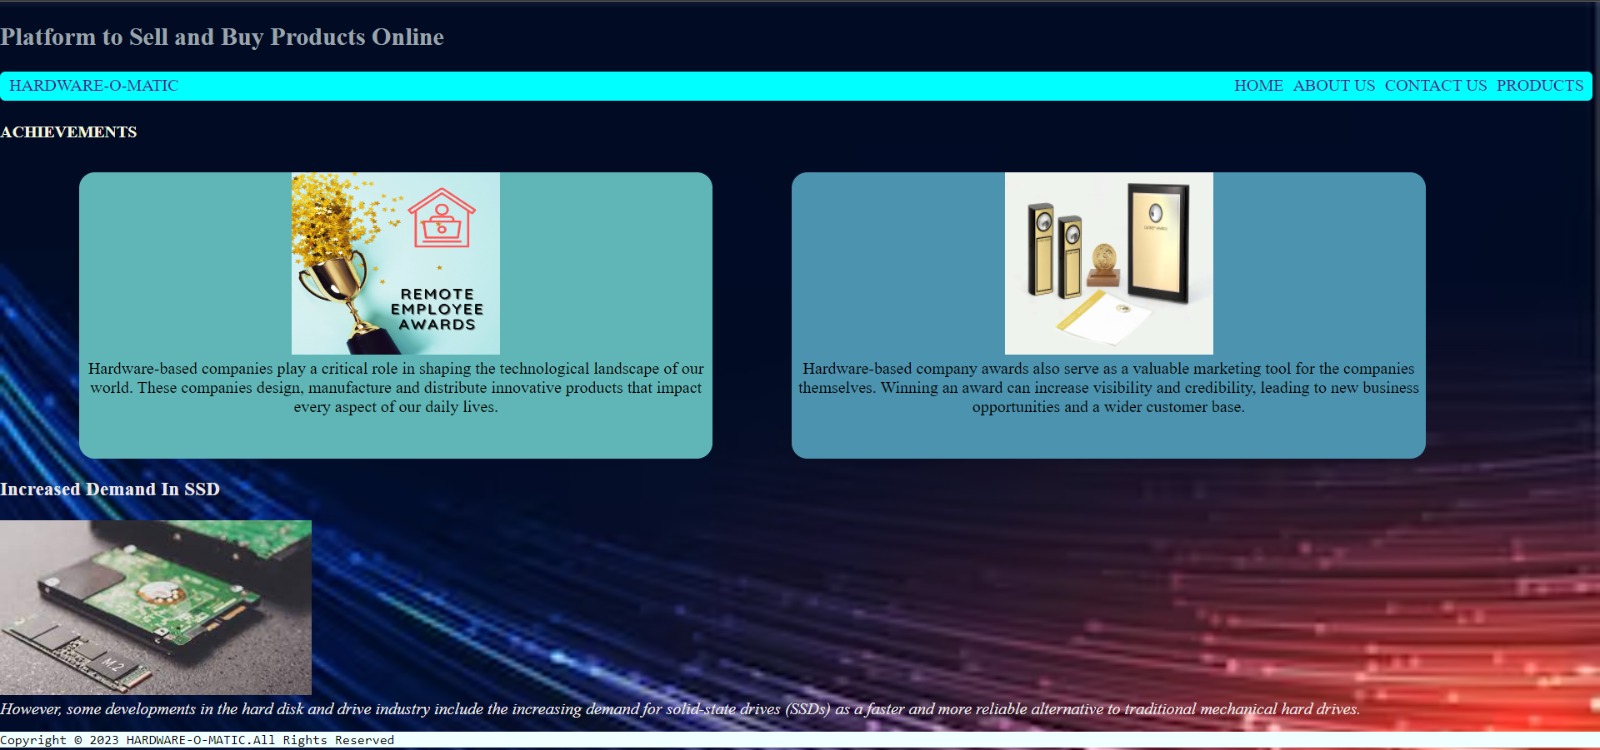 Platform to Sell and Buy Products Online
HARDWARE-O-MATIC HOME ABOUT US CONTACT US PRODUCTS
ACHIEVEMENTS
REMOTE
EMPLOYEE
AWARDS
Hardware-based companies play a critical role in shaping the technological landscape of our
world. These companies design, manufacture and distribute innovative products that impact
every aspect of our daily lives.
Hardware-based company awards also serve as a valuable marketing tool for the companies
themselves. Winning an award can increase visibility and credibility, leading to new business
opportunities and a wider customer base.
Increased Demand In SSD
M.2
However, some developments in the hard disk and drive industry include the increasing demand for solid-state drives (SSDs) as a faster and more reliable alternative to traditional mechanical hard drives.
Copyright © 2023 HARDWARE-O-MATIC.All Rights Reserved